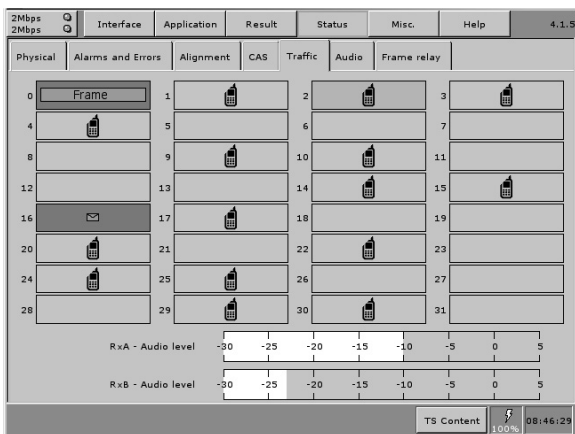 2Mbps
2Mbps
Interface Application Result Status Misc. Help 4.1.5
Physical Alarms and Errors Alignment CAS Traffic Audio Frame relay
0 Frame 1 2 3
4 5 6 7
8 9 10 11
12 13 14 15
16 17 18 19
20 21 22 23
24 25 26 27
28 29 30 31
RxA - Audio level -30 -25 -20 -15 -10 -5 0 5
RxB - Audio level -30 -25 -20 -15 -10 -5 0 5
TS Content 100% 08:46:29